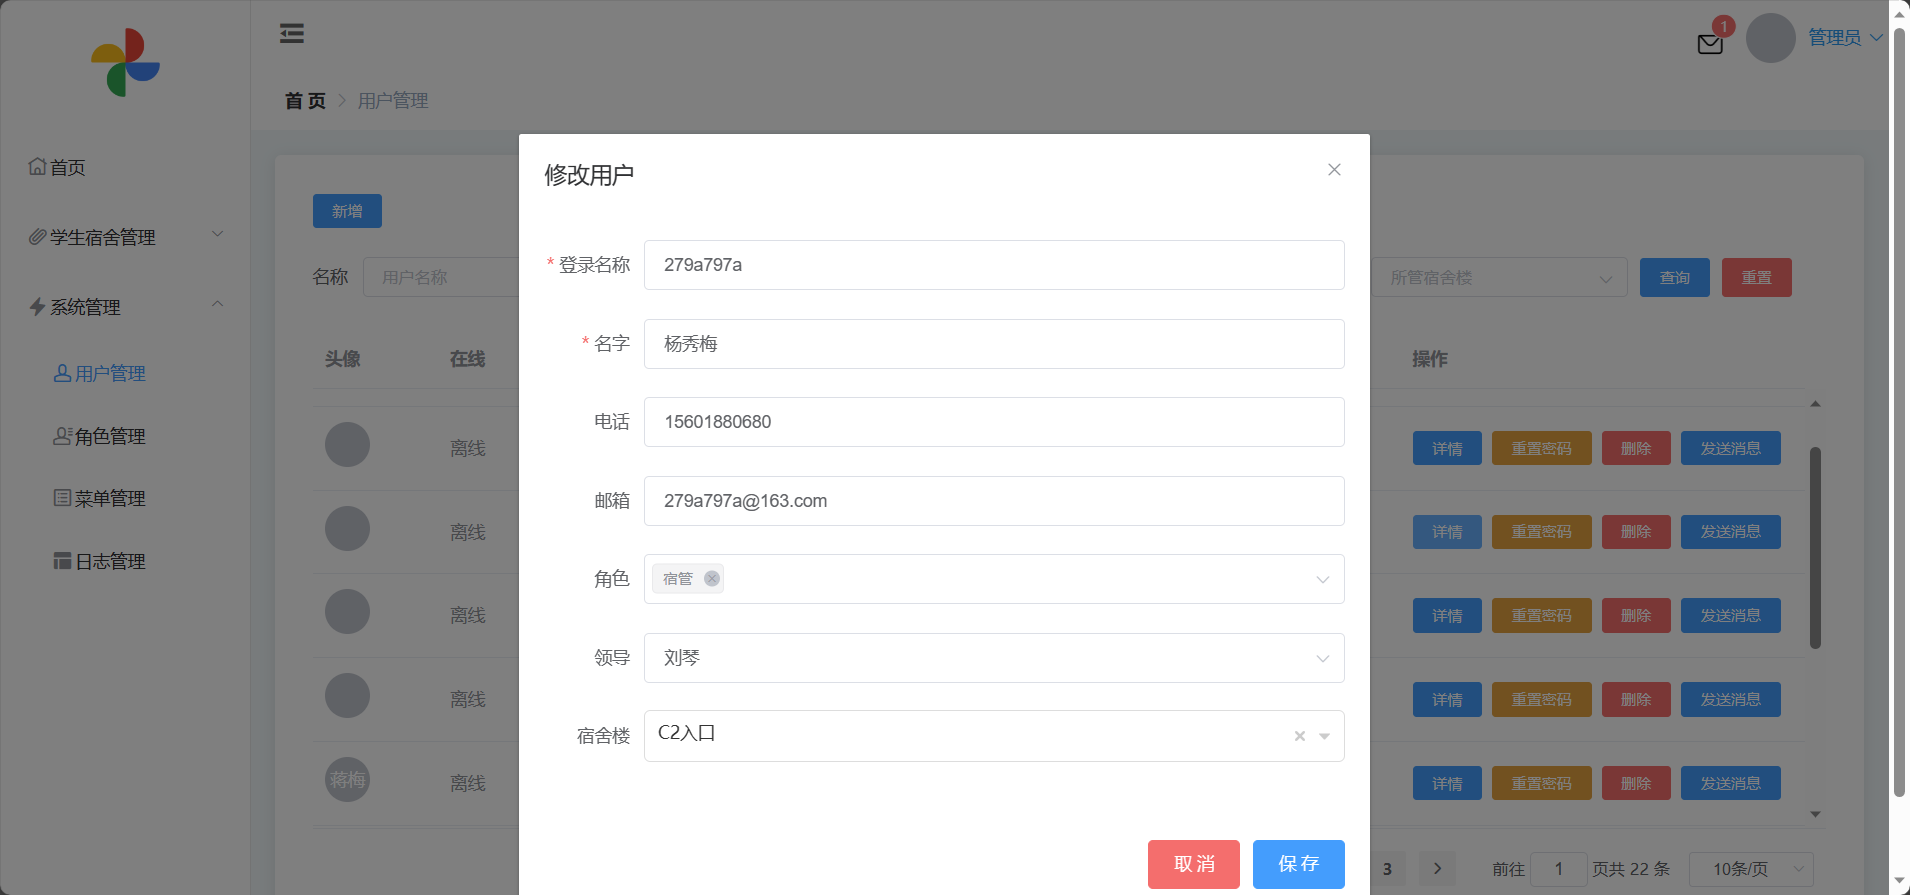 1
管理员
首 页 > 用户管理
首页
学生宿舍管理
系统管理
用户管理
角色管理
菜单管理
日志管理
新增
名称 用户名称 所管宿舍楼 查询 重置
头像 在线 操作
离线 详情 重置密码 删除 发送消息
离线 详情 重置密码 删除 发送消息
离线 详情 重置密码 删除 发送消息
离线 详情 重置密码 删除 发送消息
蒋梅 离线 详情 重置密码 删除 发送消息
3 > 前往 1 页共 22 条 10条/页
修改用户
* 登录名称 279a797a
* 名字 杨秀梅
电话 15601880680
邮箱 279a797a@163.com
角色 宿管
领导 刘琴
宿舍楼 C2入口
取 消 保 存